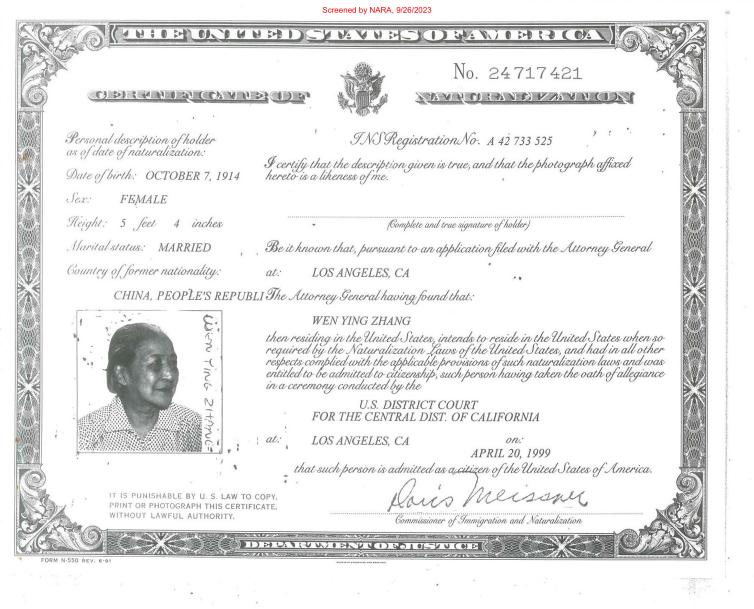 Screened by NARA, 9/26/2023
THE UNITED STATES OF AMERICA
No. 24717421
CERTIFICATE OF NATURALIZATION
Personal description of holder
as of date of naturalization:
Date of birth: OCTOBER 7, 1914
Sex: FEMALE
Height: 5 feet 4 inches
Marital status: MARRIED
Country of former nationality:
CHINA, PEOPLE'S REPUBLI
INS Registration No. A 42 733 525
I certify that the description given is true, and that the photograph affixed
hereto is a likeness of me.
(Complete and true signature of holder)
Be it known that, pursuant to an application filed with the Attorney General
at: LOS ANGELES, CA
The Attorney General having found that:
WEN YING ZHANG
then residing in the United States, intends to reside in the United States when so
required by the Naturalization Laws of the United States, and had in all other
respects complied with the applicable provisions of such naturalization laws and was
entitled to be admitted to citizenship, such person having taken the oath of allegiance
in a ceremony conducted by the
U.S. DISTRICT COURT
FOR THE CENTRAL DIST. OF CALIFORNIA
at: LOS ANGELES, CA on:
APRIL 20, 1999
that such person is admitted as a citizen of the United States of America.
Wen Ying Zhang
IT IS PUNISHABLE BY U. S. LAW TO COPY,
PRINT OR PHOTOGRAPH THIS CERTIFICATE,
WITHOUT LAWFUL AUTHORITY.
Doris Meissner
Commissioner of Immigration and Naturalization
DEPARTMENT OF JUSTICE
FORM N-550 REV. 6-91